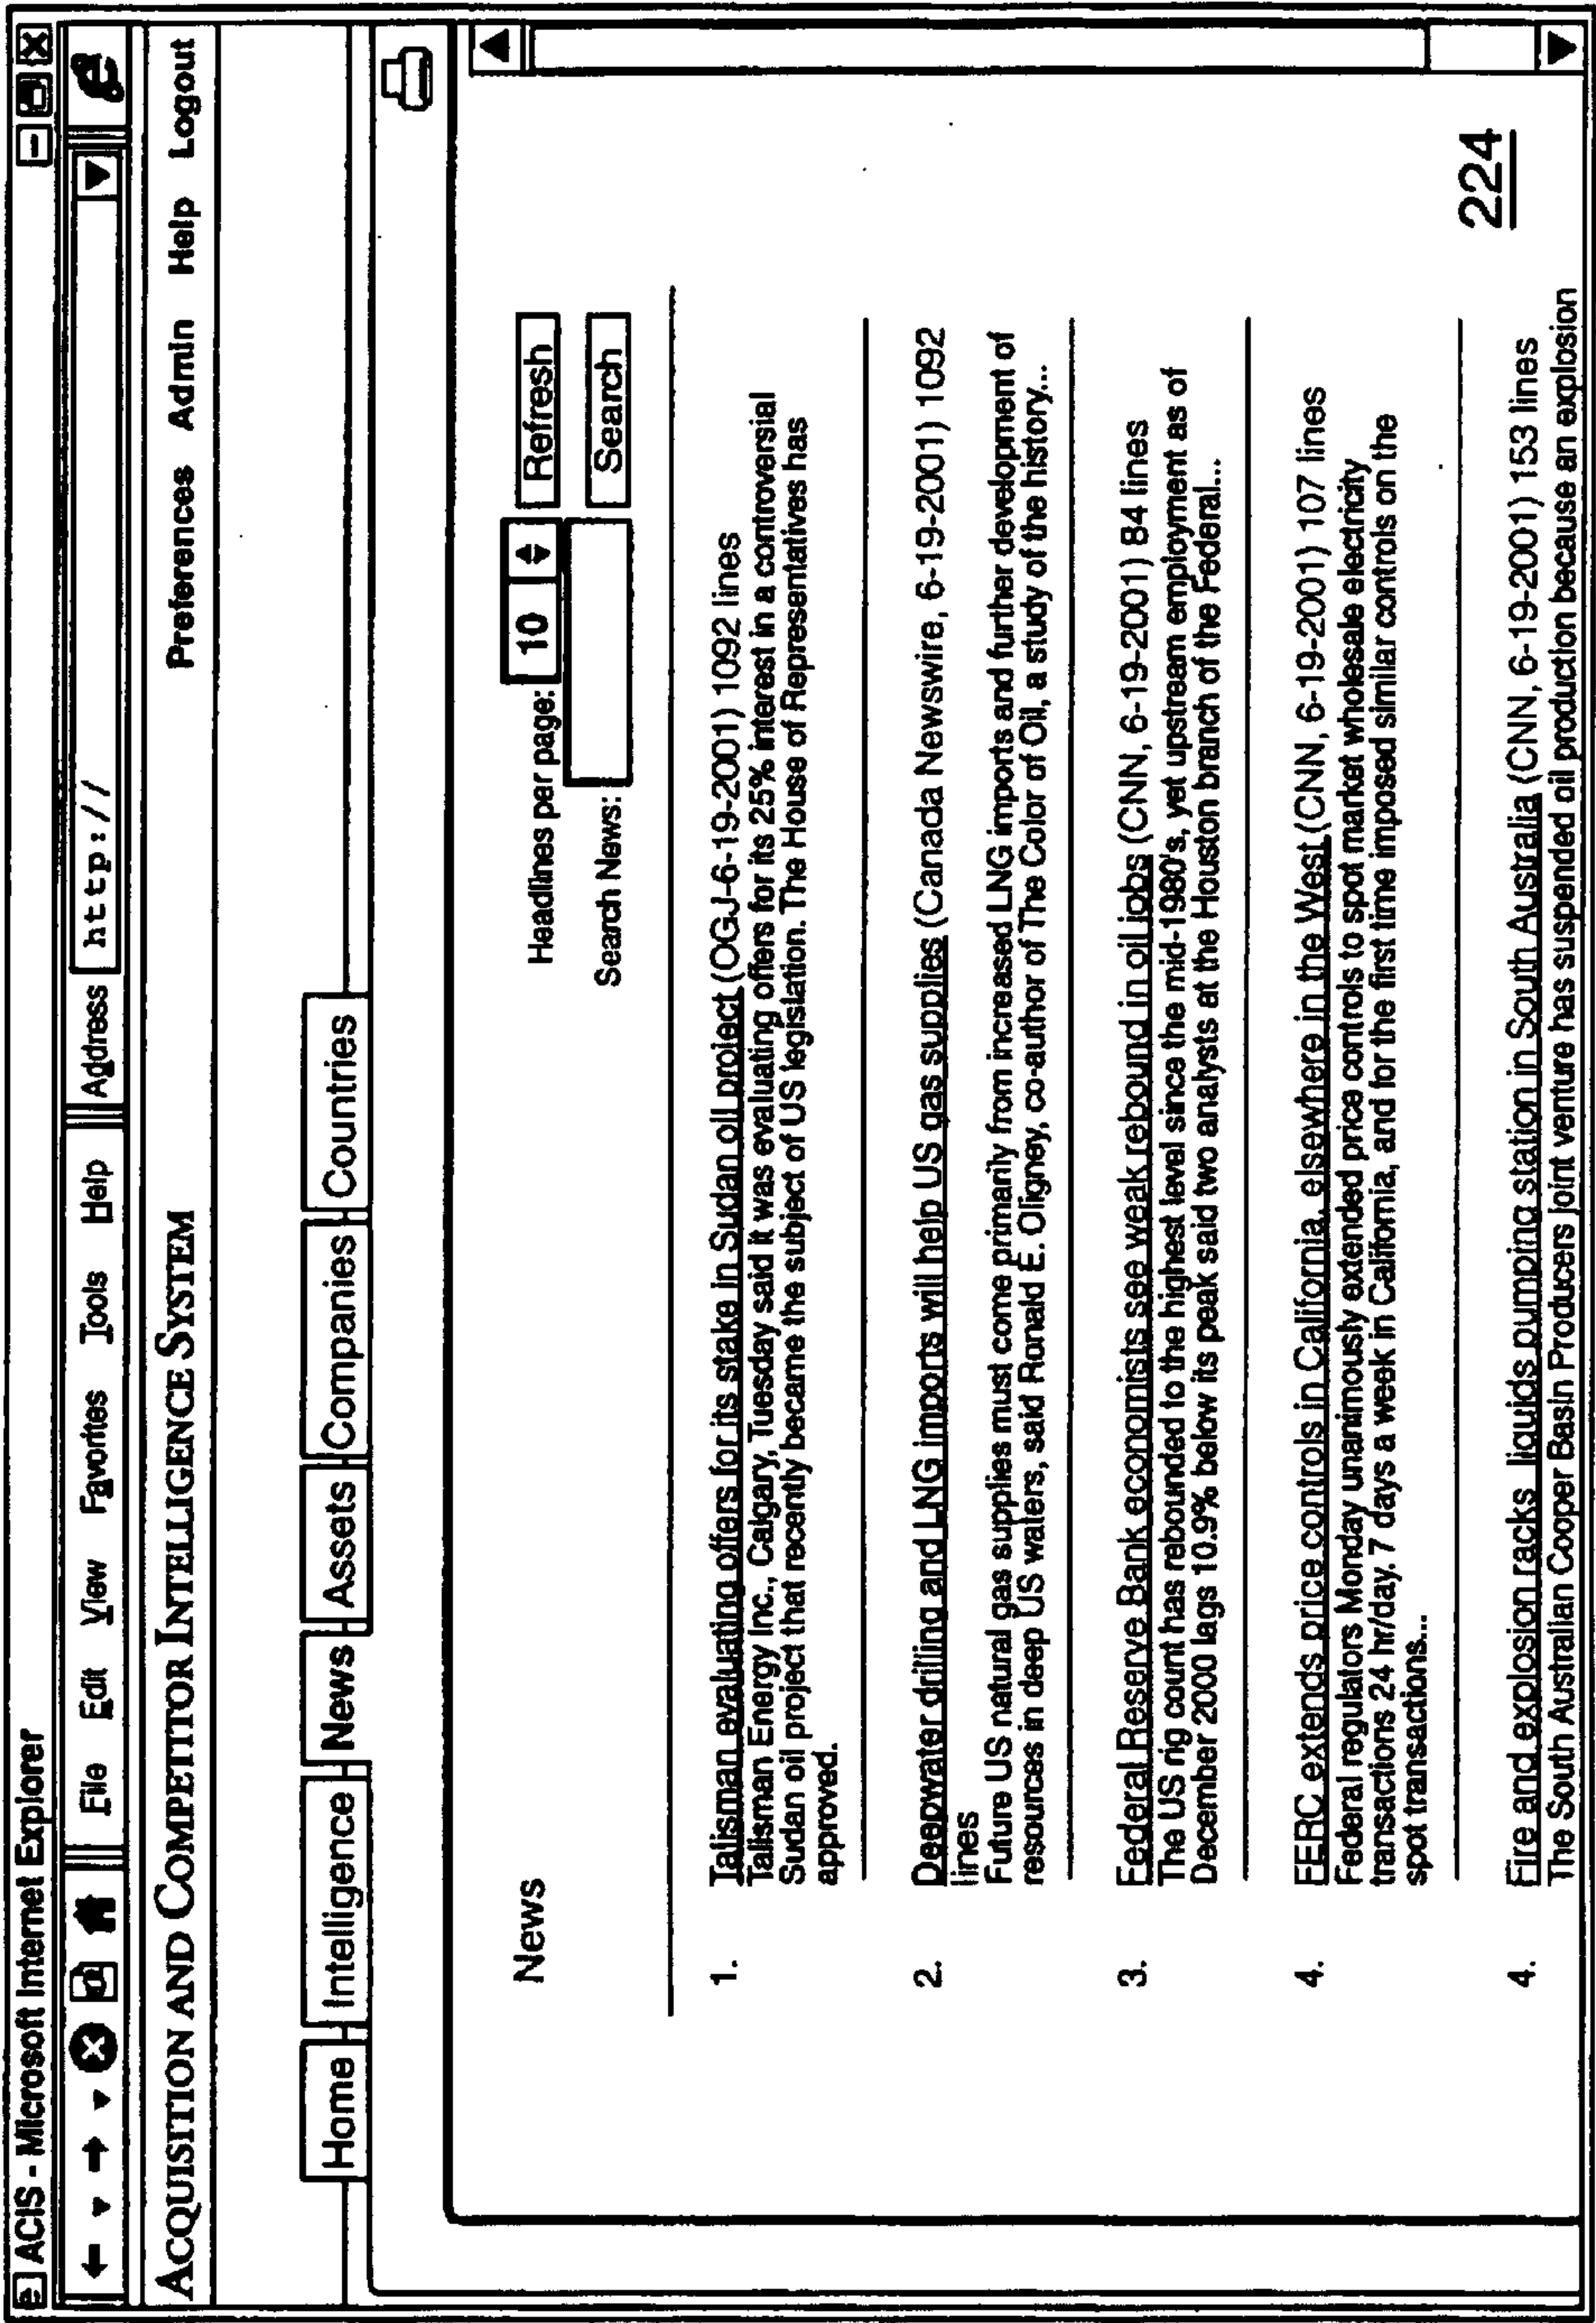 ACIS - Microsoft Internet Explorer
File Edit View Favorites Tools Help Address http://
ACQUISITION AND COMPETITOR INTELLIGENCE SYSTEM
Preferences Admin Help Logout
Home Intelligence News Assets Companies Countries
News
Headlines per page: 10 Refresh
Search News: Search
1. Talisman evaluating offers for its stake in Sudan oil project (OGJ-6-19-2001) 1092 lines
Talisman Energy Inc., Calgary, Tuesday said it was evaluating offers for its 25% interest in a controversial
Sudan oil project that recently became the subject of US legislation. The House of Representatives has
approved.
2. Deepwater drilling and LNG imports will help US gas supplies (Canada Newswire, 6-19-2001) 1092
lines
Future US natural gas supplies must come primarily from increased LNG imports and further development of
resources in deep US waters, said Ronald E. Oligney, co-author of The Color of Oil, a study of the history...
3. Federal Reserve Bank economists see weak rebound in oil jobs (CNN, 6-19-2001) 84 lines
The US rig count has rebounded to the highest level since the mid-1980's, yet upstream employment as of
December 2000 lags 10.9% below its peak said two analysts at the Houston branch of the Federal...
4. FERC extends price controls in California, elsewhere in the West (CNN, 6-19-2001) 107 lines
Federal regulators Monday unanimously extended price controls to spot market wholesale electricity
transactions 24 hr/day. 7 days a week in California, and for the first time imposed similar controls on the
spot transactions...
4. Fire and explosion racks liquids pumping station in South Australia (CNN, 6-19-2001) 153 lines
The South Australian Cooper Basin Producers joint venture has suspended oil production because an explosion
224